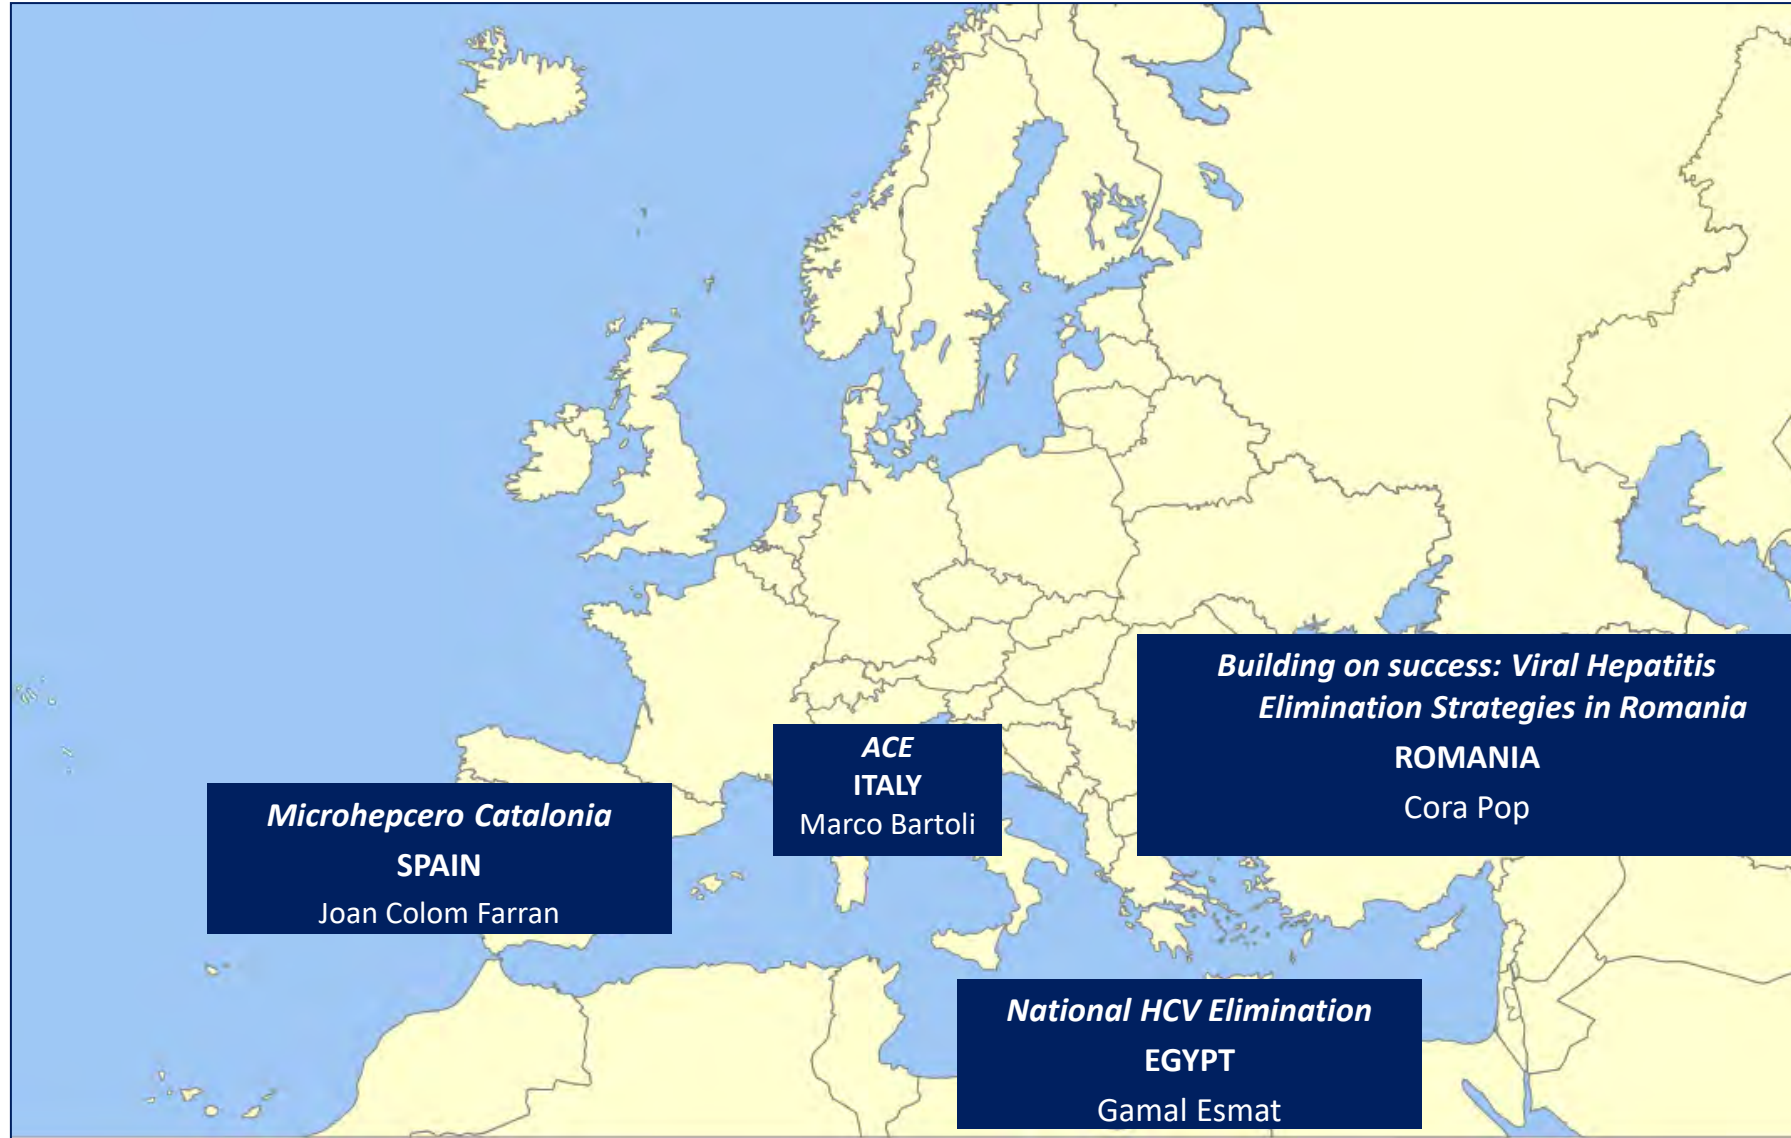 Microhepcero Catalonia
SPAIN
Joan Colom Farran
ACE
ITALY
Marco Bartoli
Building on success: Viral Hepatitis
Elimination Strategies in Romania
ROMANIA
Cora Pop
National HCV Elimination
EGYPT
Gamal Esmat